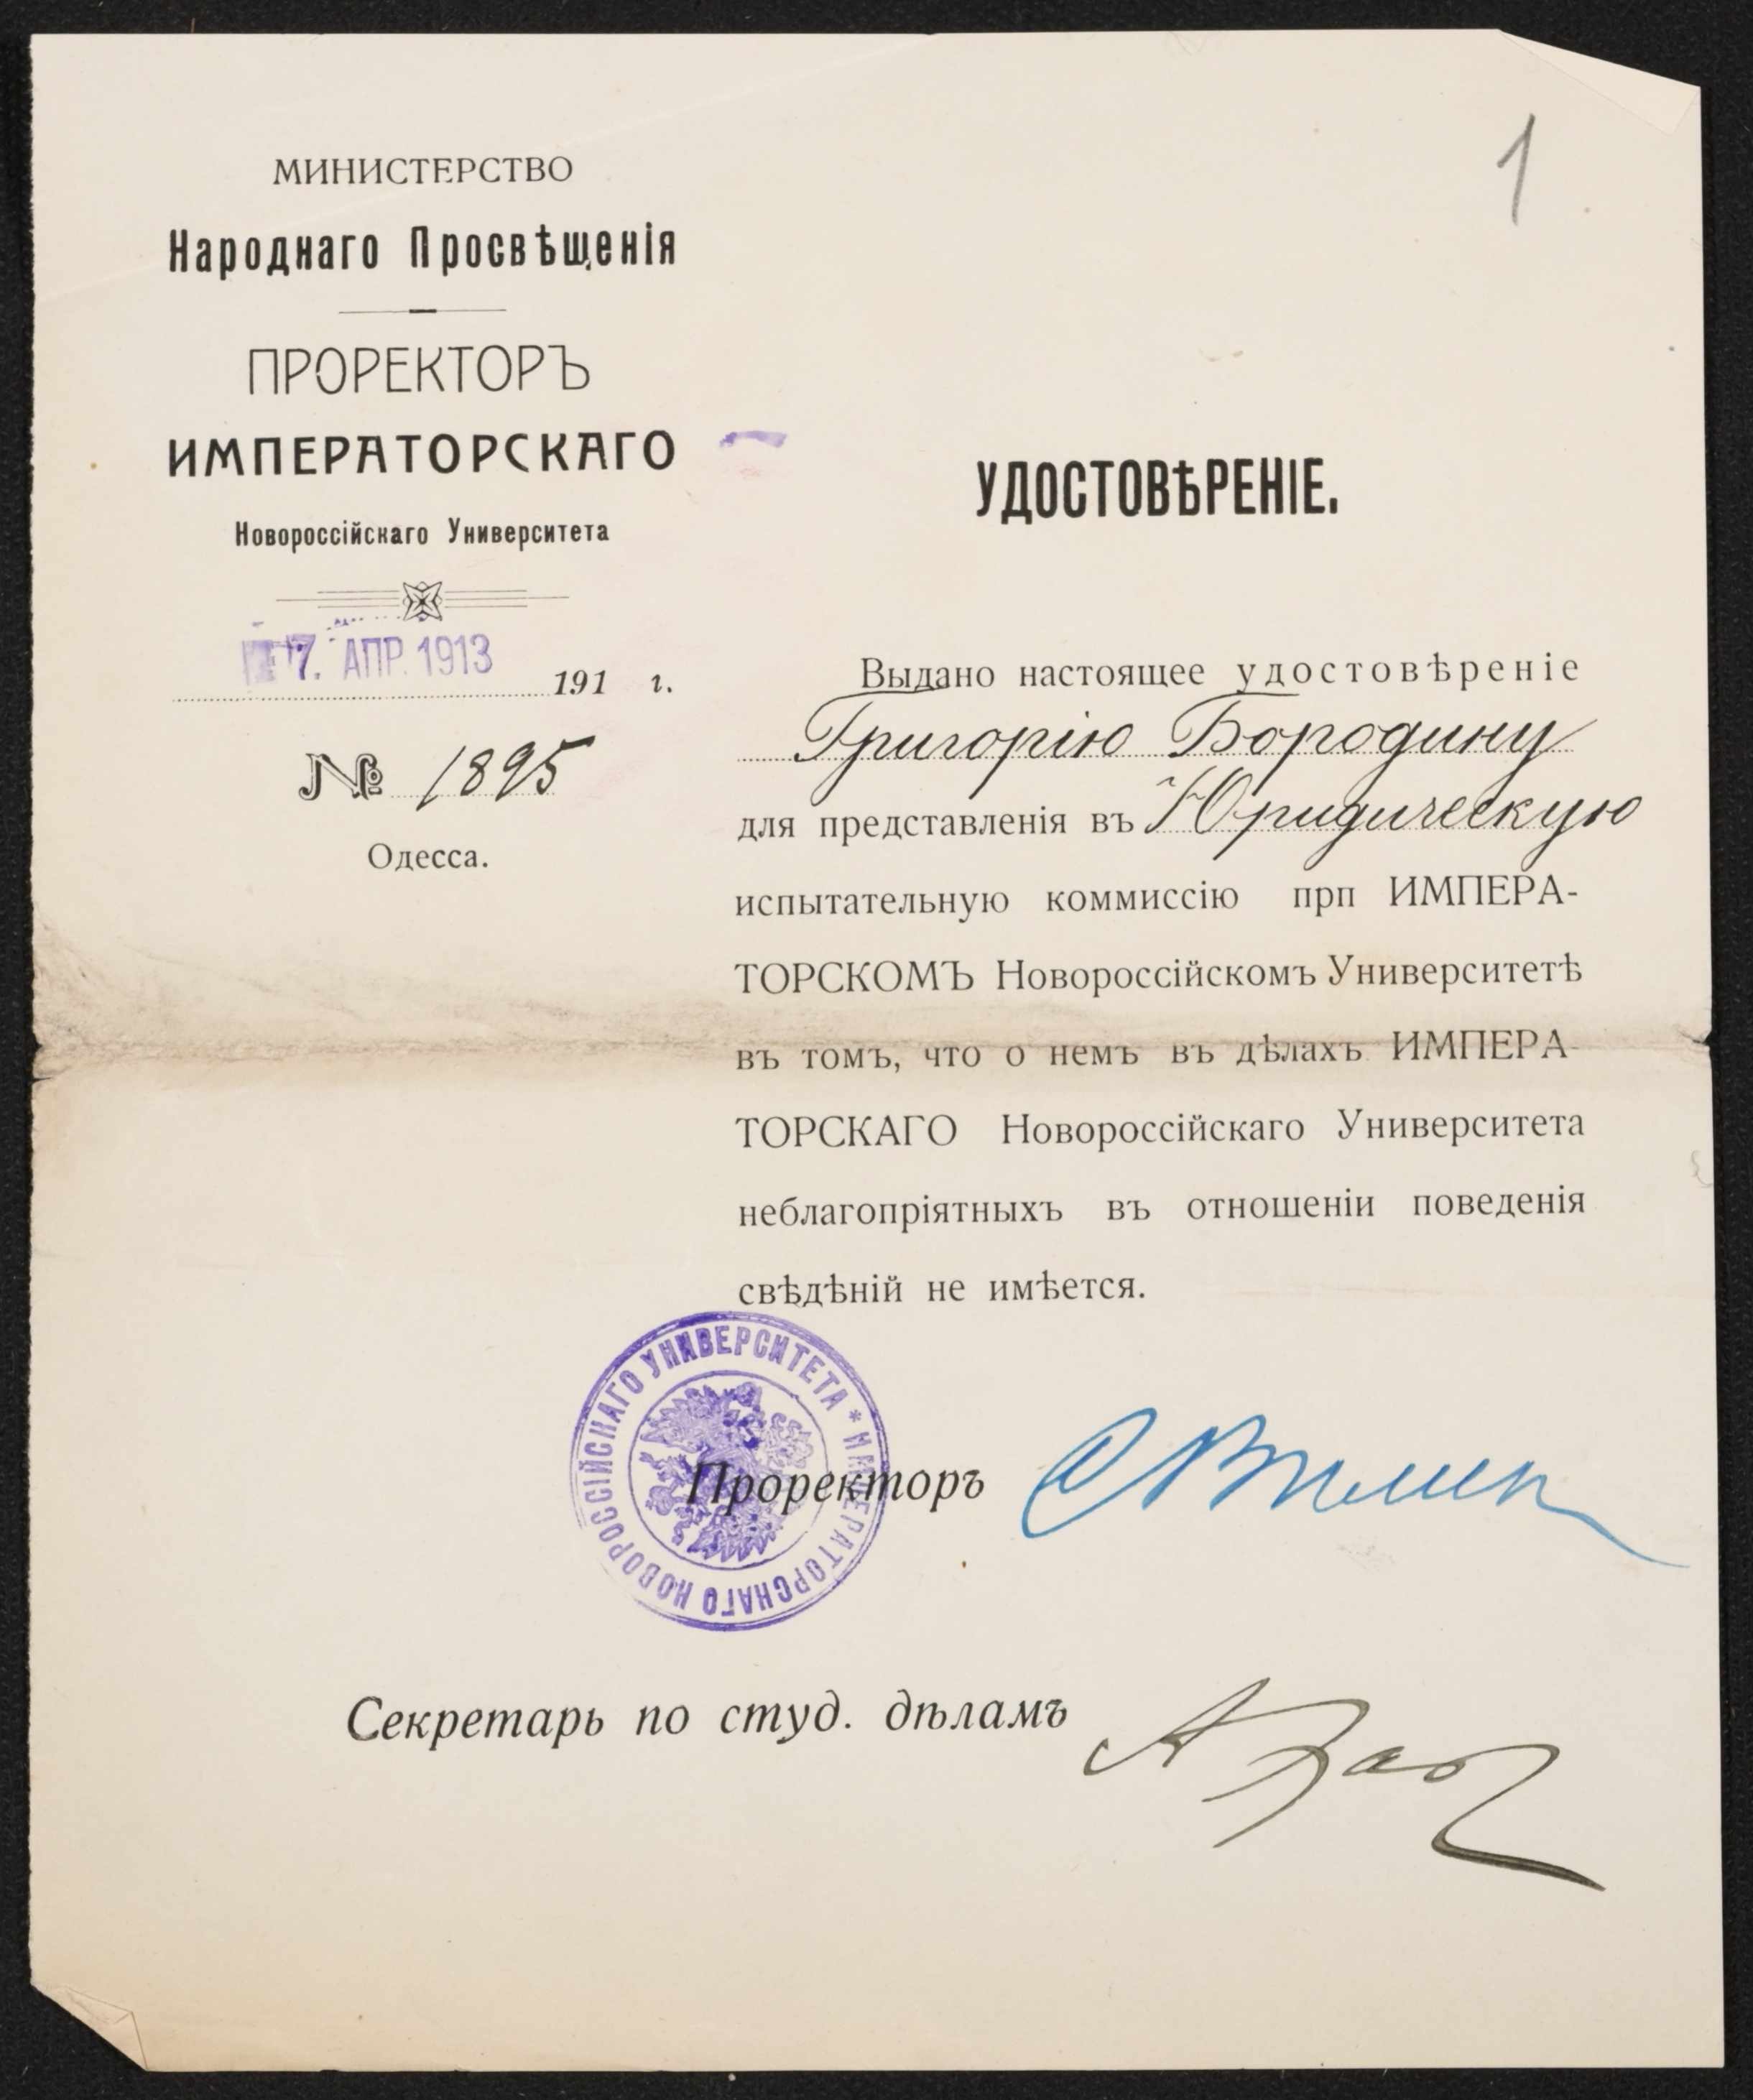 1
МИНИСТЕРСТВО
Народнаго Просвѣщенія
ПРОРЕКТОРЪ
ИМПЕРАТОРСКАГО
Новороссійскаго Университета
7. АПР. 1913
191 г.
№ 1895
Одесса.
УДОСТОВѢРЕНІЕ.
Выдано настоящее удостовѣреніе
Григорію Бородину
для представленія въ Юридическую
испытательную коммиссію прп ИМПЕРА-
ТОРСКОМЪ Новороссійскомъ Университетѣ
въ томъ, что о немъ въ дѣлахъ ИМПЕРА-
ТОРСКАГО Новороссійскаго Университета
неблагопріятныхъ въ отношеніи поведенія
свѣдѣній не имѣется.
ИМПЕРАТОРСКАГО НОВОРОССІЙСКАГО УНИВЕРСИТЕТА *
Проректоръ
Секретарь по студ. дѣламъ